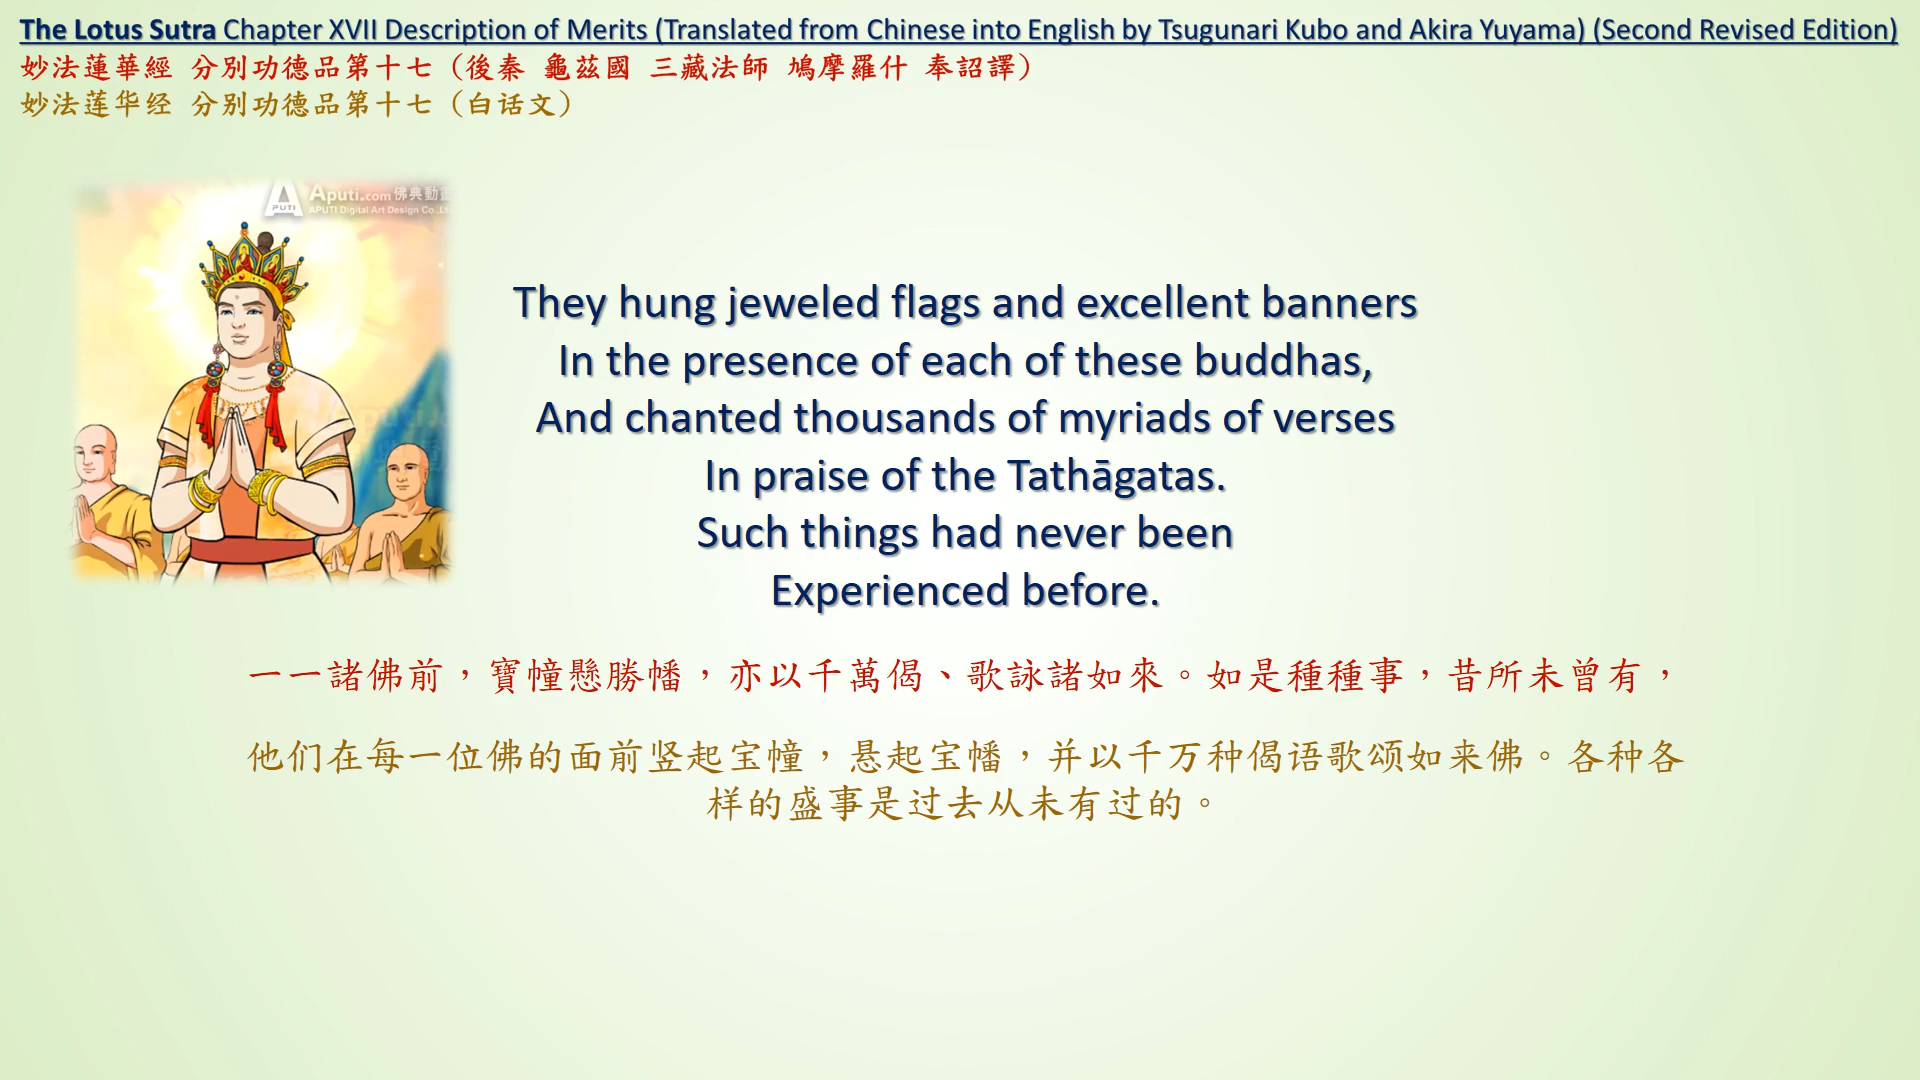 The Lotus Sutra Chapter XVII Description of Merits (Translated from Chinese into English by Tsugunari Kubo and Akira Yuyama) (Second Revised Edition)
妙法蓮華經 分別功德品第十七（後秦 龜茲國 三藏法師 鳩摩羅什 奉詔譯）
妙法莲华经 分别功德品第十七（白话文）
Aputi.com 佛典動畫
PUTI
APUTI Digital Art Design Co.,Lt
They hung jeweled flags and excellent banners
In the presence of each of these buddhas,
And chanted thousands of myriads of verses
In praise of the Tathāgatas.
Such things had never been
Experienced before.
一一諸佛前，寶幢懸勝幡，亦以千萬偈、歌詠諸如來。如是種種事，昔所未曾有，
他们在每一位佛的面前竖起宝幢，悬起宝幡，并以千万种偈语歌颂如来佛。各种各
样的盛事是过去从未有过的。